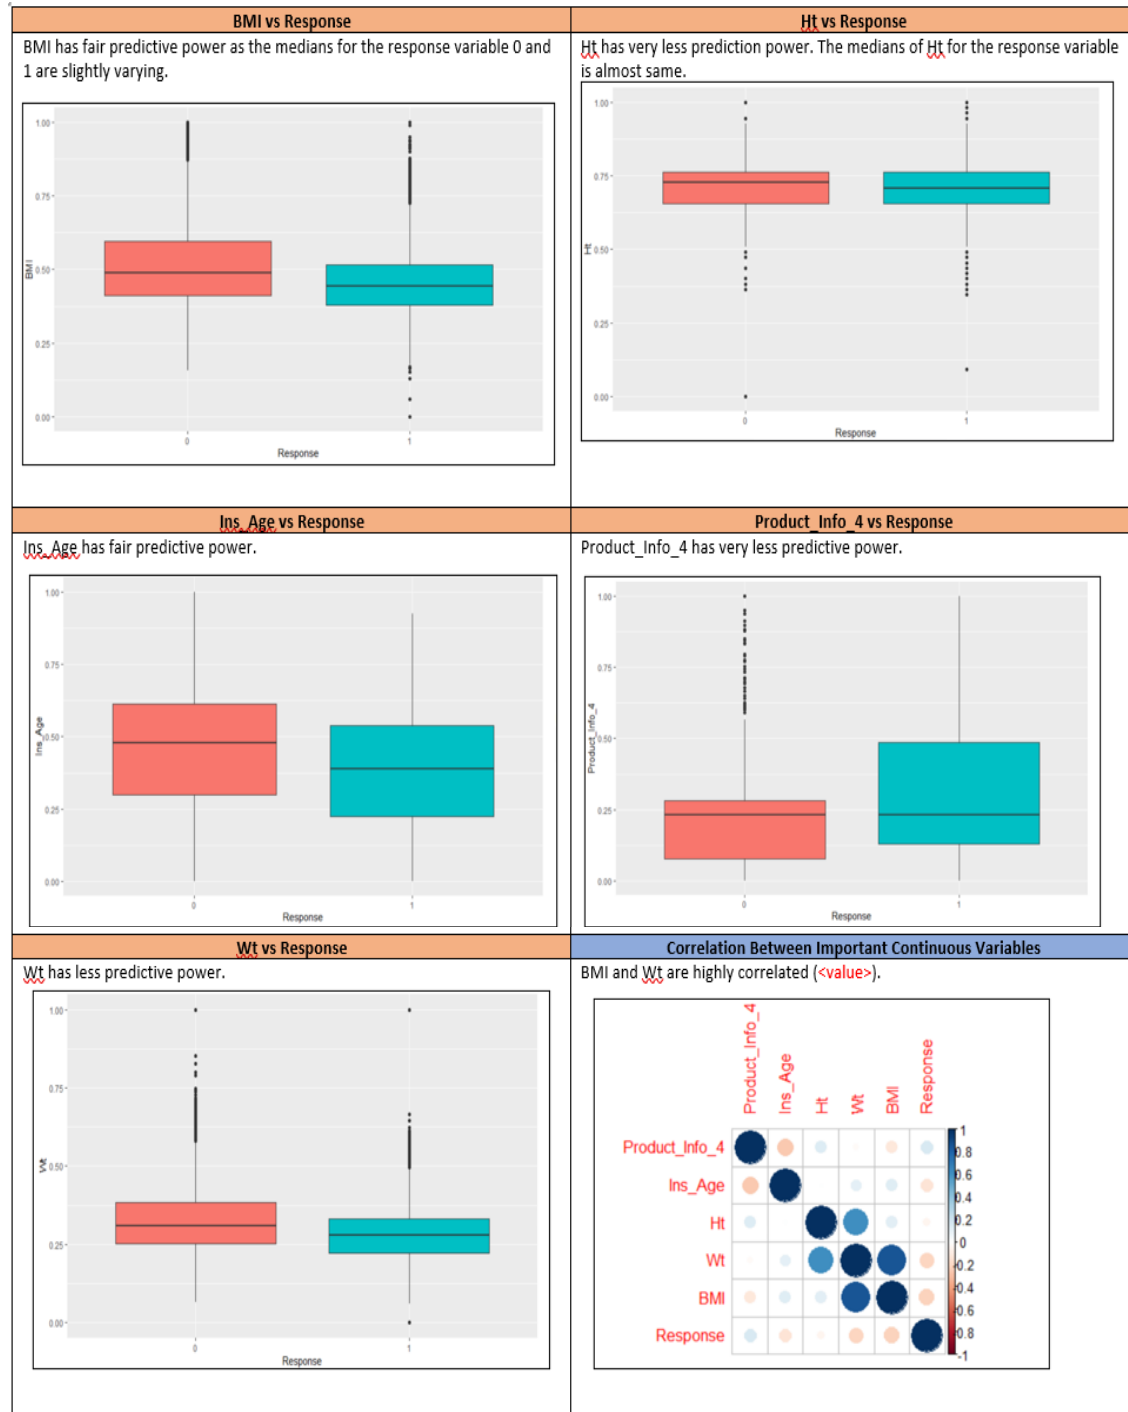 BMI vs Response
BMI has fair predictive power as the medians for the response variable 0 and
1 are slightly varying.
1.00
0.75
0.50
0.25
0.00
BMI
0
1
Response
Ht vs Response
Ht has very less prediction power. The medians of Ht for the response variable
is almost same.
1.00
0.75
0.50
0.25
0.00
Ht
0
1
Response
Ins_Age vs Response
Ins_Age has fair predictive power.
1.00
0.75
0.50
0.25
0.00
Ins_Age
0
1
Response
Product_Info_4 vs Response
Product_Info_4 has very less predictive power.
1.00
0.75
0.50
0.25
0.00
Product_Info_4
0
1
Response
Wt vs Response
Wt has less predictive power.
1.00
0.75
0.50
0.25
0.00
Wt
0
1
Response
Correlation Between Important Continuous Variables
BMI and Wt are highly correlated (<value>).
Product_Info_4
Ins_Age
Ht
Wt
BMI
Response
Product_Info_4
Ins_Age
Ht
Wt
BMI
Response
1
0.8
0.6
0.4
0.2
0
-0.2
-0.4
-0.6
-0.8
-1